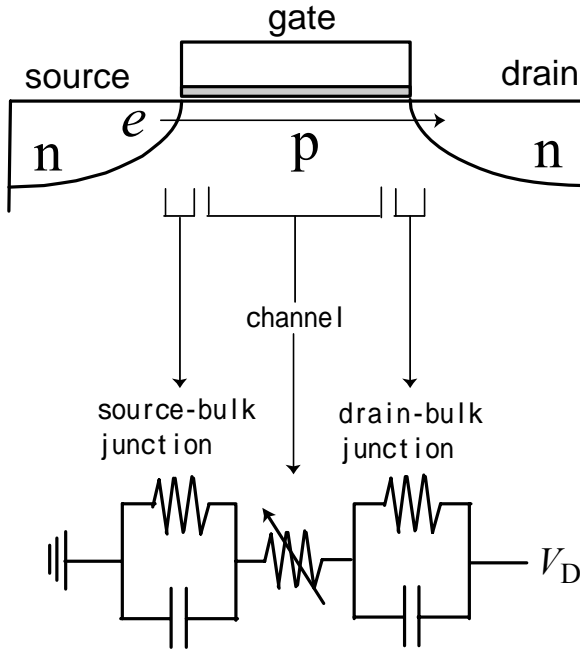 gate
source
drain
e
n
p
n
channel
source-bulk
junction
drain-bulk
junction
V_D